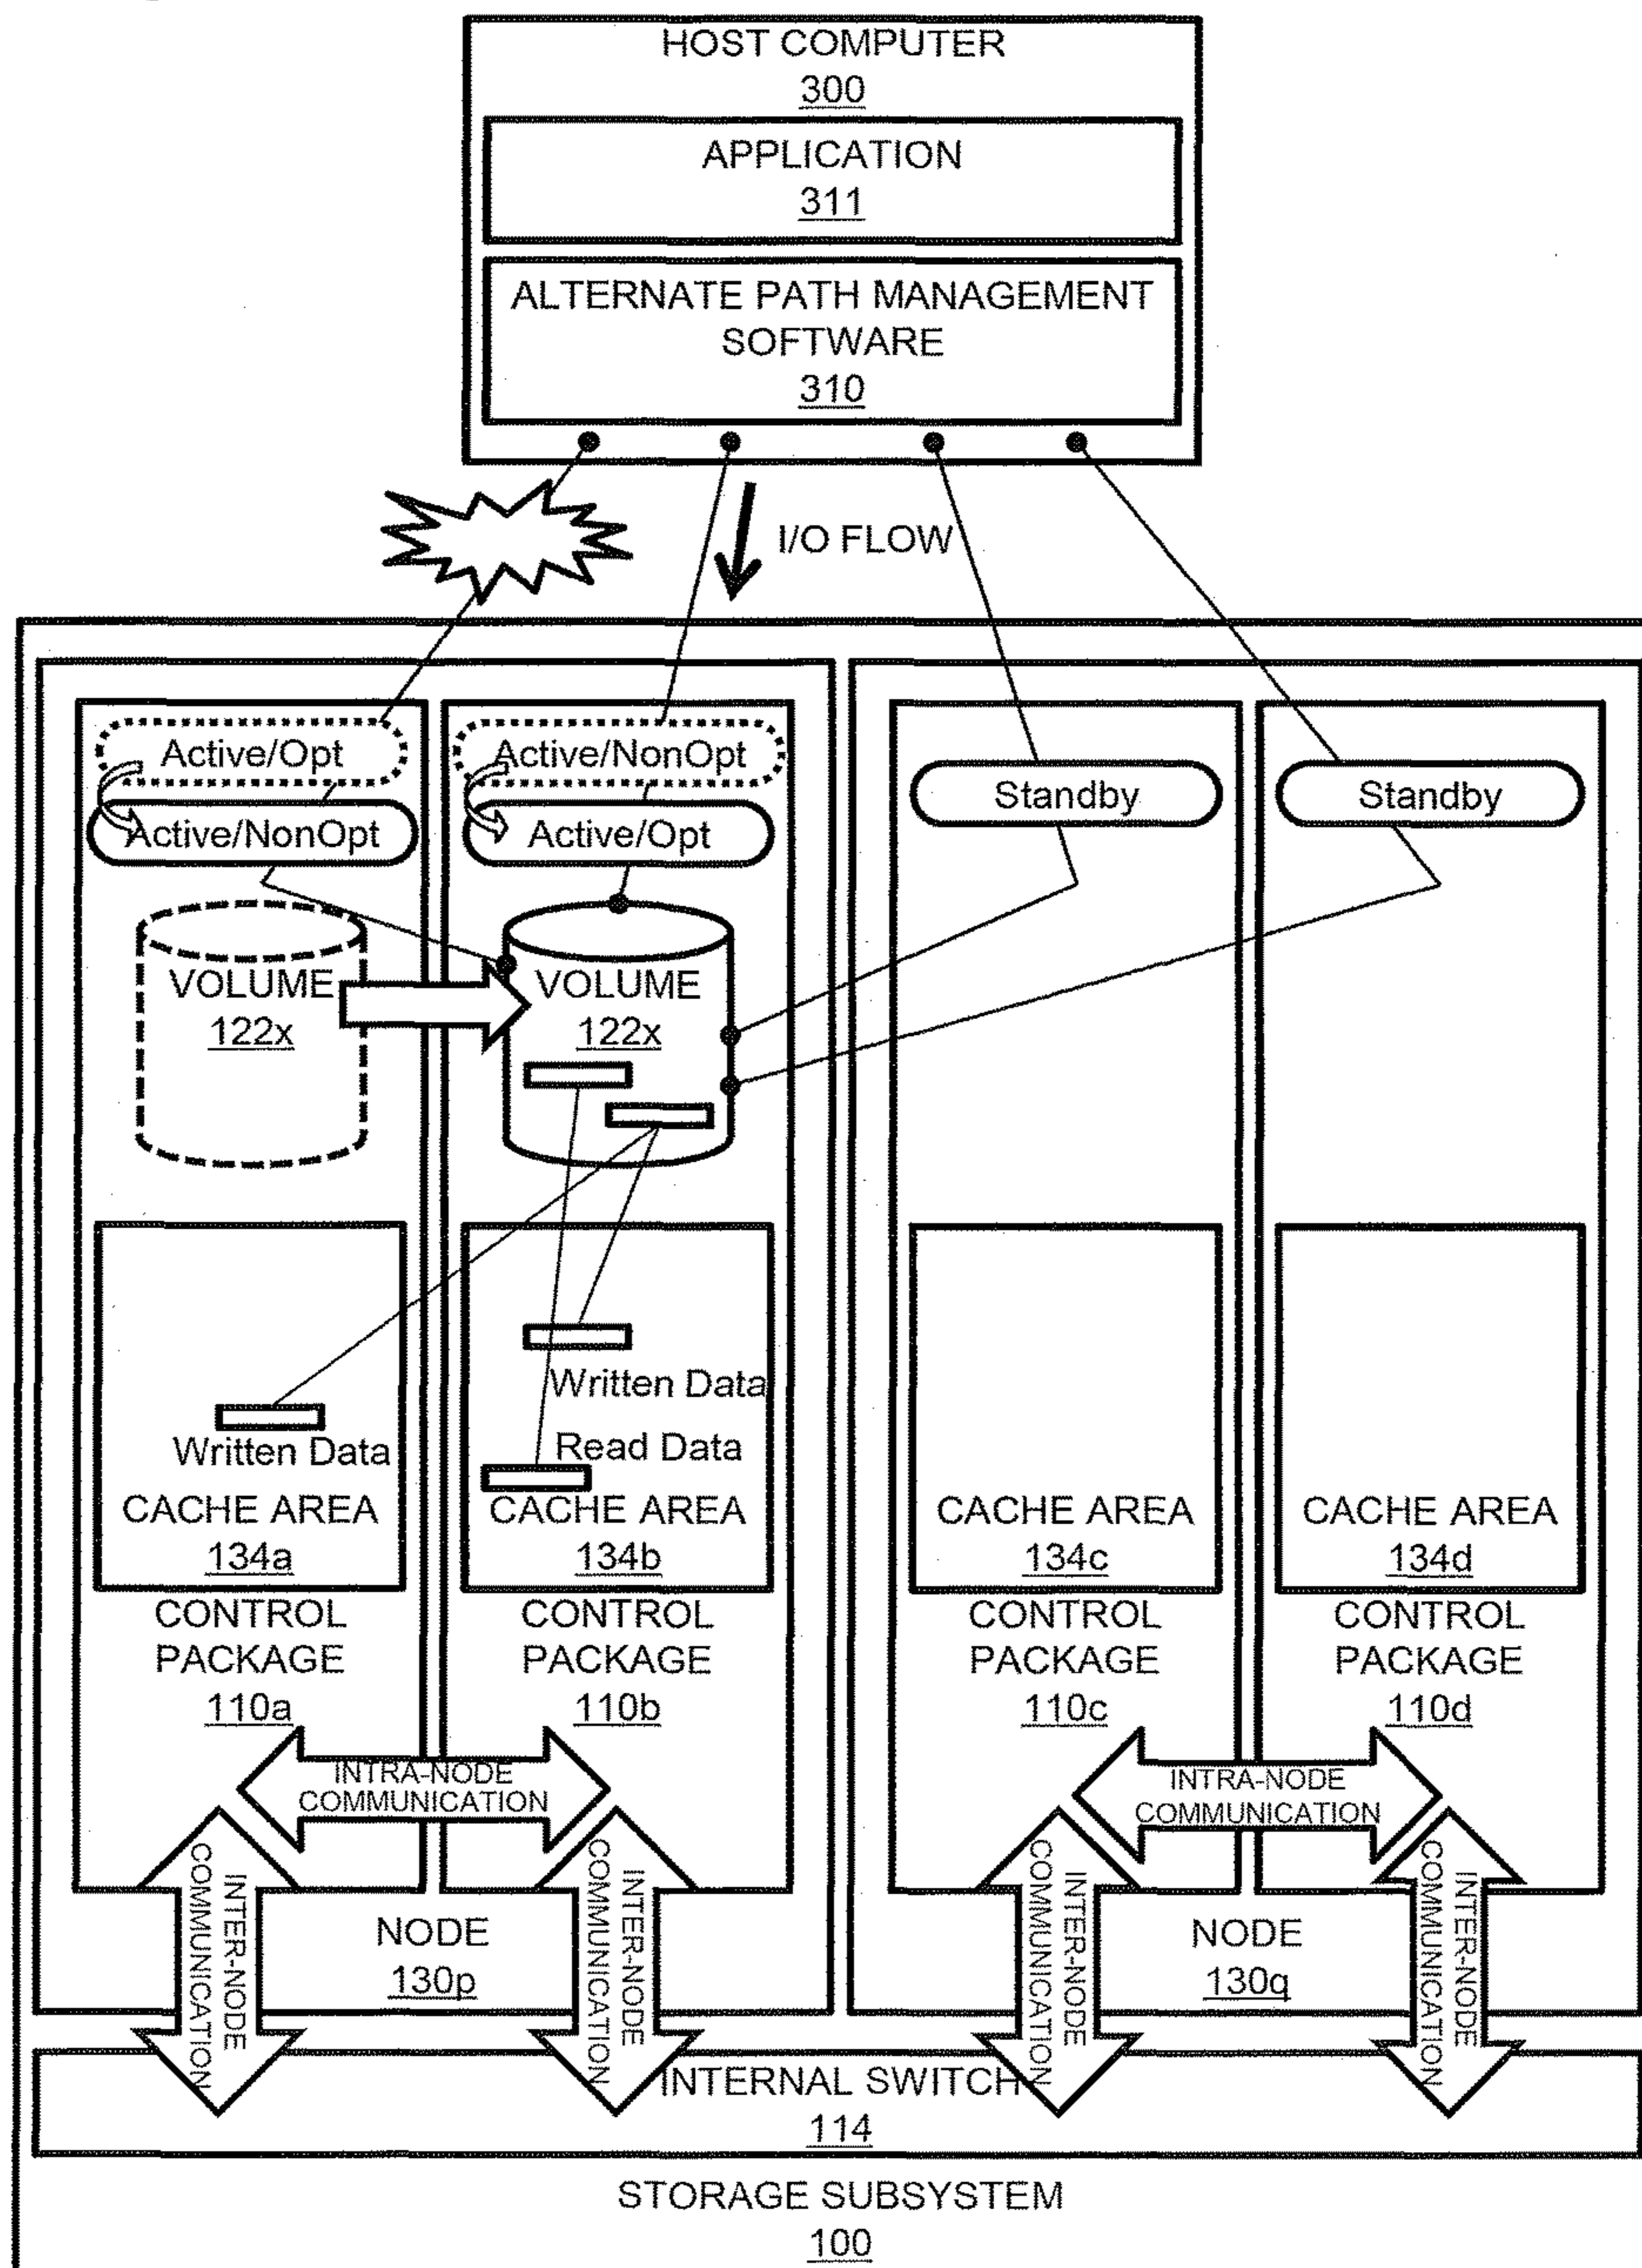 HOST COMPUTER
300
APPLICATION
311
ALTERNATE PATH MANAGEMENT
SOFTWARE
310
I/O FLOW
Active/Opt
Active/NonOpt
Active/NonOpt
Active/Opt
Standby
Standby
VOLUME
122x
VOLUME
122x
Written Data
Written Data
Read Data
CACHE AREA
134a
CACHE AREA
134b
CACHE AREA
134c
CACHE AREA
134d
CONTROL
PACKAGE
110a
CONTROL
PACKAGE
110b
CONTROL
PACKAGE
110c
CONTROL
PACKAGE
110d
INTRA-NODE
COMMUNICATION
INTRA-NODE
COMMUNICATION
INTER-NODE
COMMUNICATION
INTER-NODE
COMMUNICATION
INTER-NODE
COMMUNICATION
INTER-NODE
COMMUNICATION
NODE
130p
NODE
130q
INTERNAL SWITCH
114
STORAGE SUBSYSTEM
100